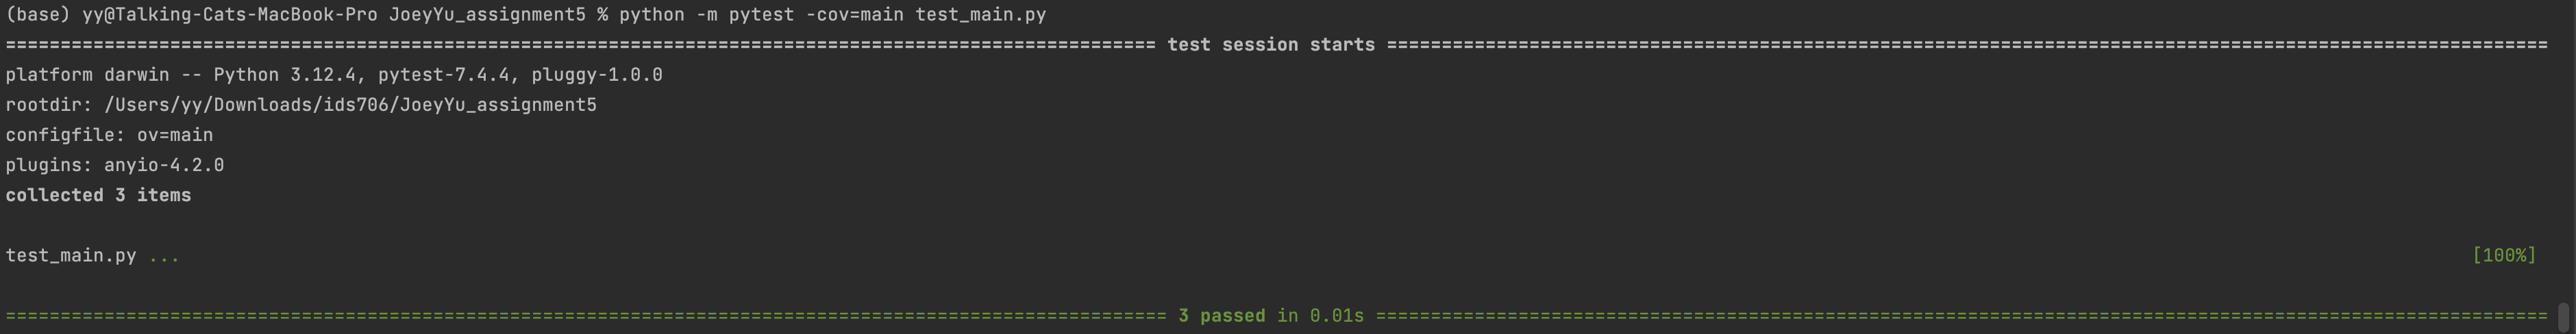 (base) yy@Talking-Cats-MacBook-Pro JoeyYu_assignment5 % python -m pytest -cov=main test_main.py
test session starts
platform darwin -- Python 3.12.4, pytest-7.4.4, pluggy-1.0.0
rootdir: /Users/yy/Downloads/ids706/JoeyYu_assignment5
configfile: ov=main
plugins: anyio-4.2.0
collected 3 items
test_main.py ... [100%]
3 passed in 0.01s